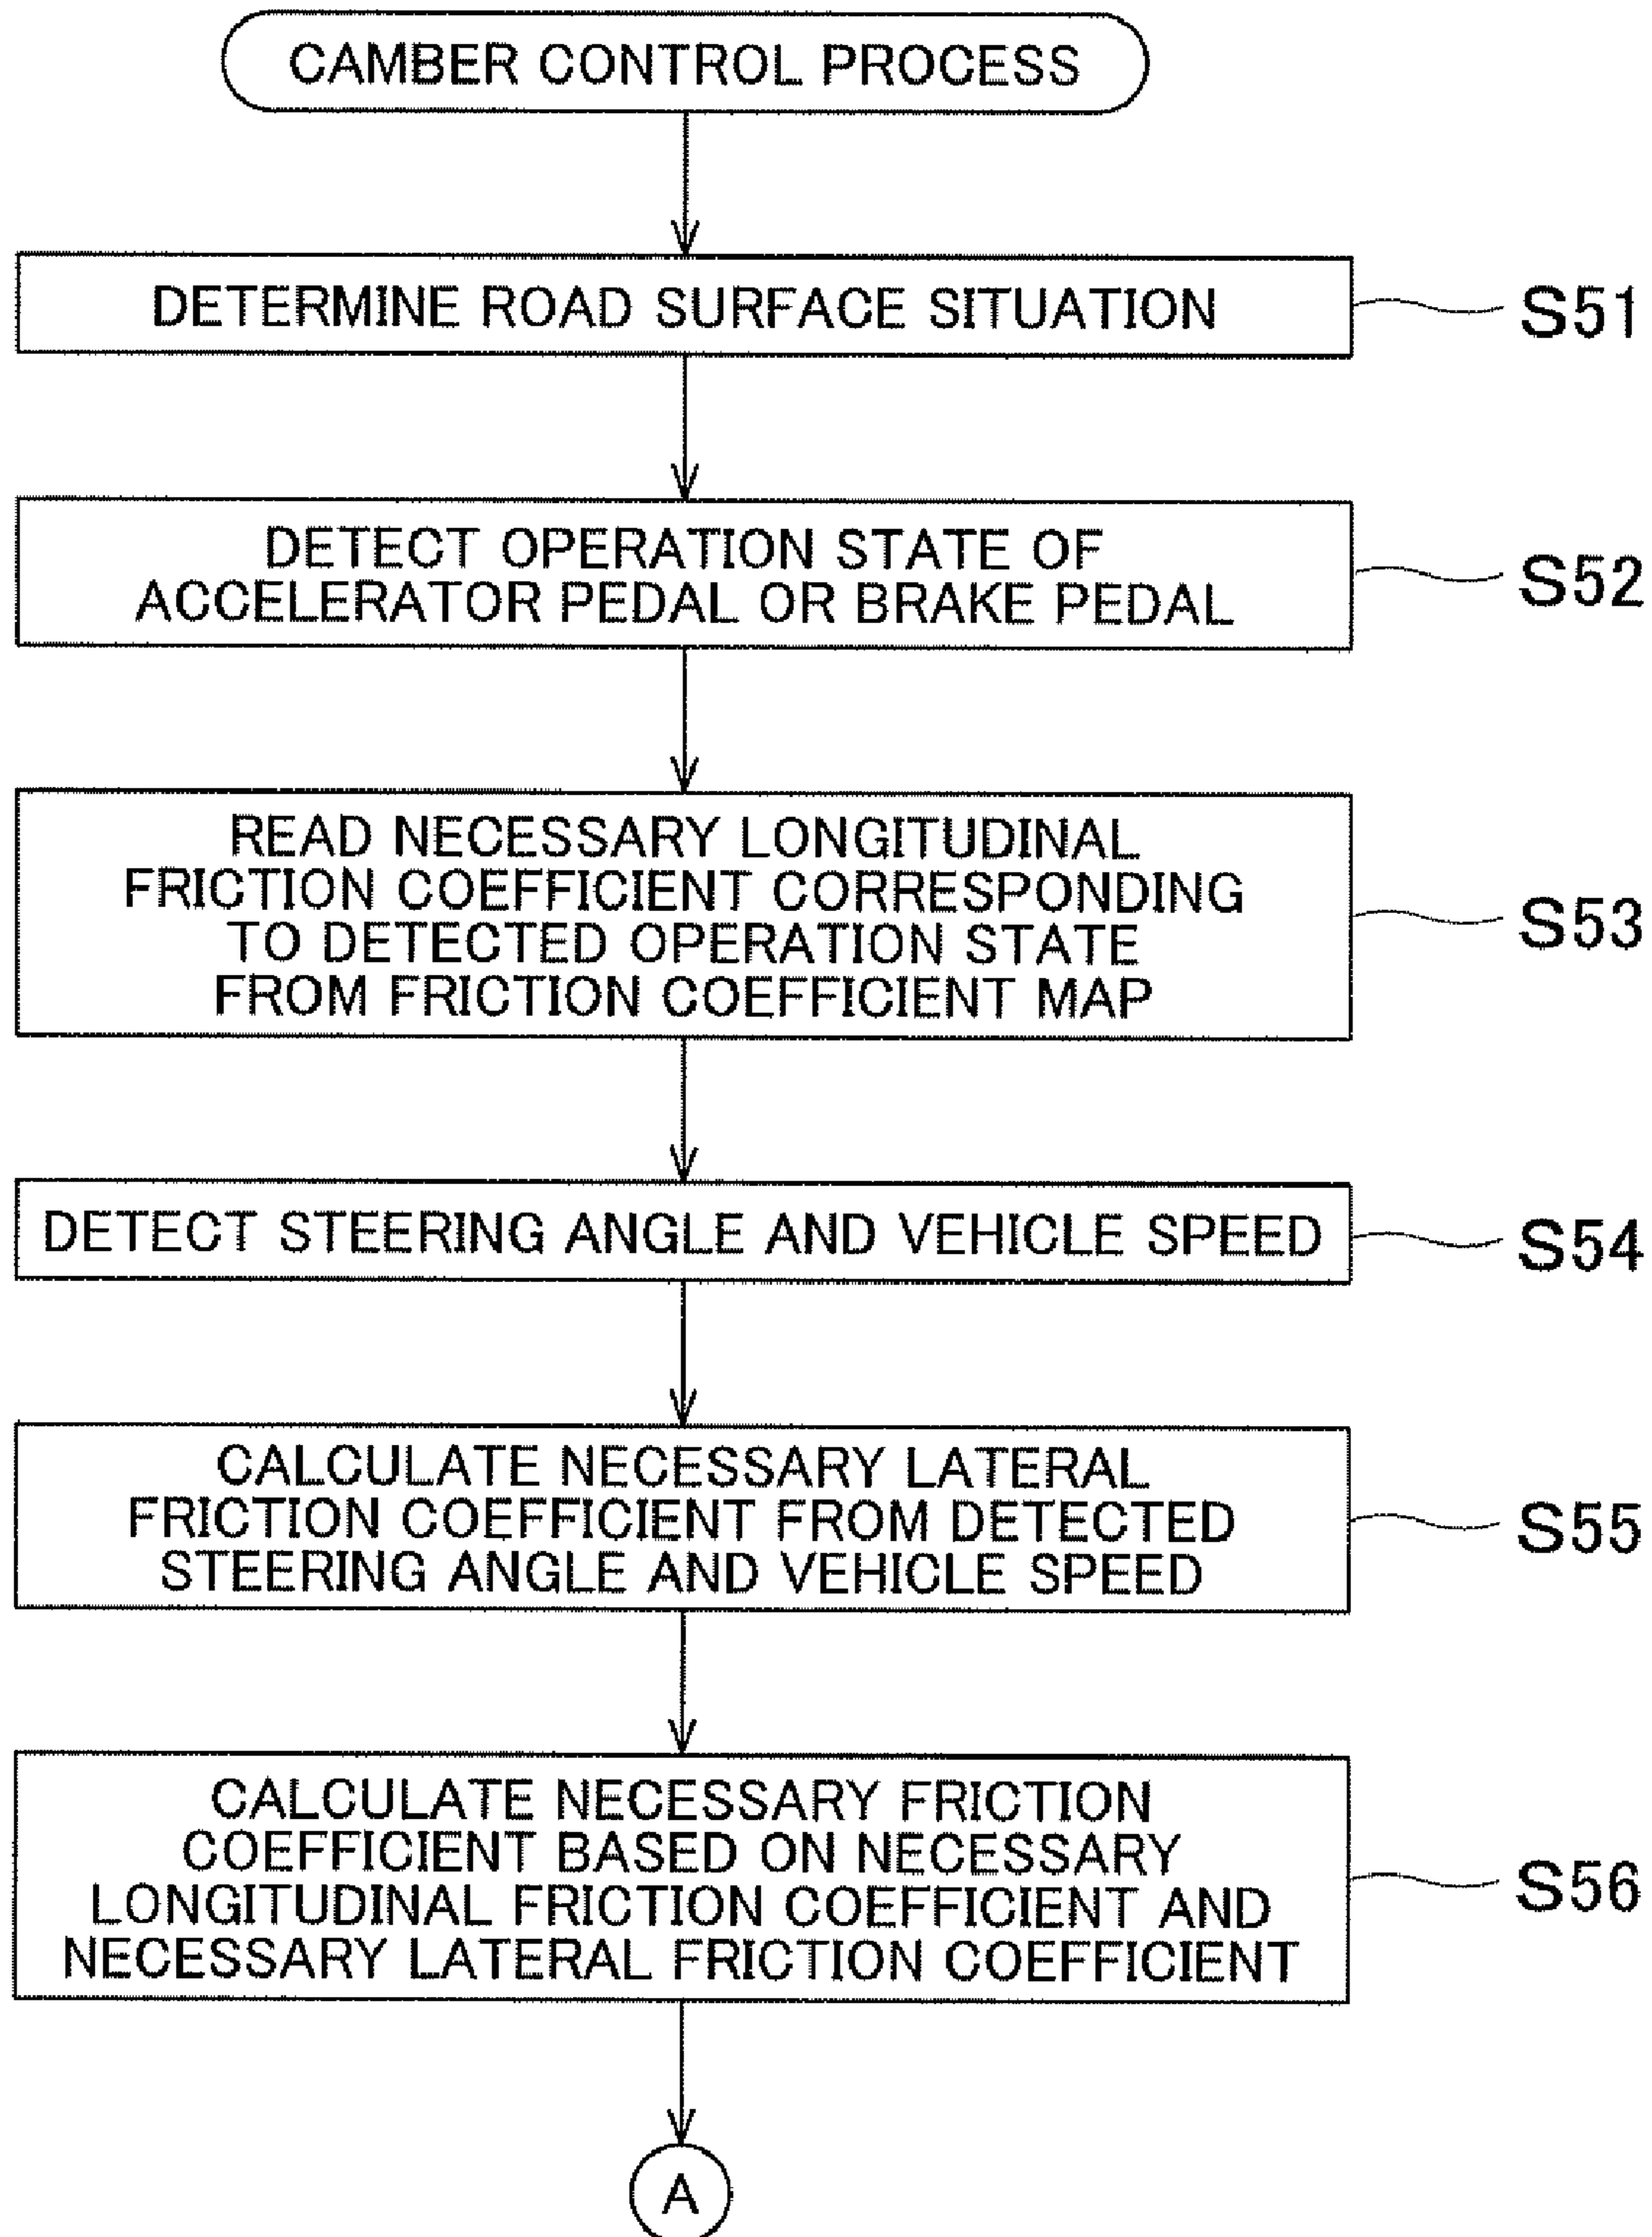 CAMBER CONTROL PROCESS
DETERMINE ROAD SURFACE SITUATION
S51
DETECT OPERATION STATE OF
ACCELERATOR PEDAL OR BRAKE PEDAL
S52
READ NECESSARY LONGITUDINAL
FRICTION COEFFICIENT CORRESPONDING
TO DETECTED OPERATION STATE
FROM FRICTION COEFFICIENT MAP
S53
DETECT STEERING ANGLE AND VEHICLE SPEED
S54
CALCULATE NECESSARY LATERAL
FRICTION COEFFICIENT FROM DETECTED
STEERING ANGLE AND VEHICLE SPEED
S55
CALCULATE NECESSARY FRICTION
COEFFICIENT BASED ON NECESSARY
LONGITUDINAL FRICTION COEFFICIENT AND
NECESSARY LATERAL FRICTION COEFFICIENT
S56
A